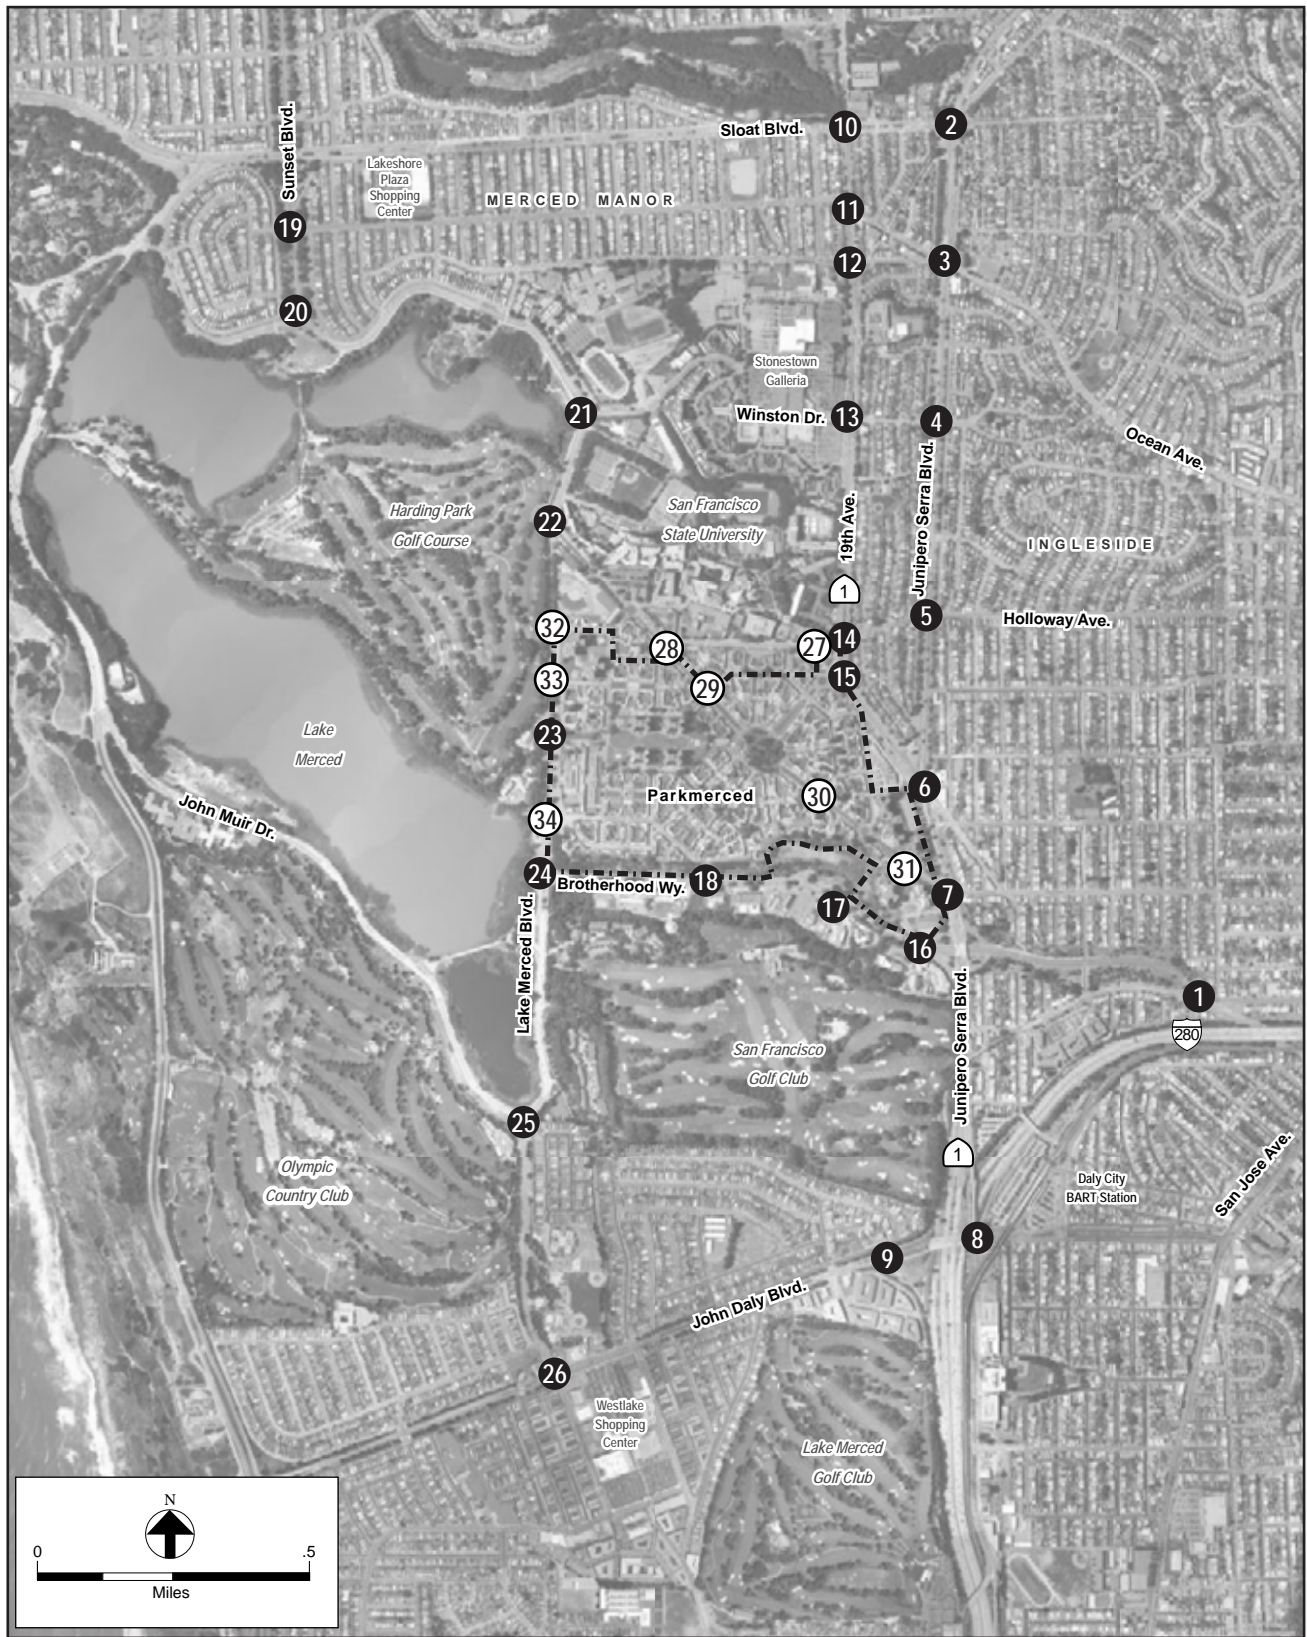 Sunset Blvd.
Sloat Blvd.
10
2
Lakeshore
Plaza
Shopping
Center
MERCED MANOR
11
19
12
3
20
Stonestown
Galleria
21
Winston Dr.
13
4
Ocean Ave.
Harding Park
Golf Course
22
San Francisco
State University
19th Ave.
Junipero Serra Blvd.
INGLESIDE
1
5
Holloway Ave.
32
28
27
14
33
29
15
Lake
Merced
23
John Muir Dr.
Parkmerced
30
6
34
24
Brotherhood Wy.
18
31
17
7
16
Lake Merced Blvd.
Junipero Serra Blvd.
1
280
San Francisco
Golf Club
25
Olympic
Country Club
1
Daly City
BART Station
San Jose Ave.
9
8
John Daly Blvd.
26
Westlake
Shopping
Center
Lake Merced
Golf Club
N
0
.5
Miles